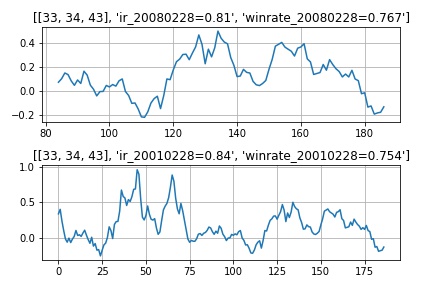 [[33, 34, 43], 'ir_20080228=0.81', 'winrate_20080228=0.767']
0.4
0.2
0.0
−0.2
80 100 120 140 160 180
[[33, 34, 43], 'ir_20010228=0.84', 'winrate_20010228=0.754']
1.0
0.5
0.0
0 25 50 75 100 125 150 175